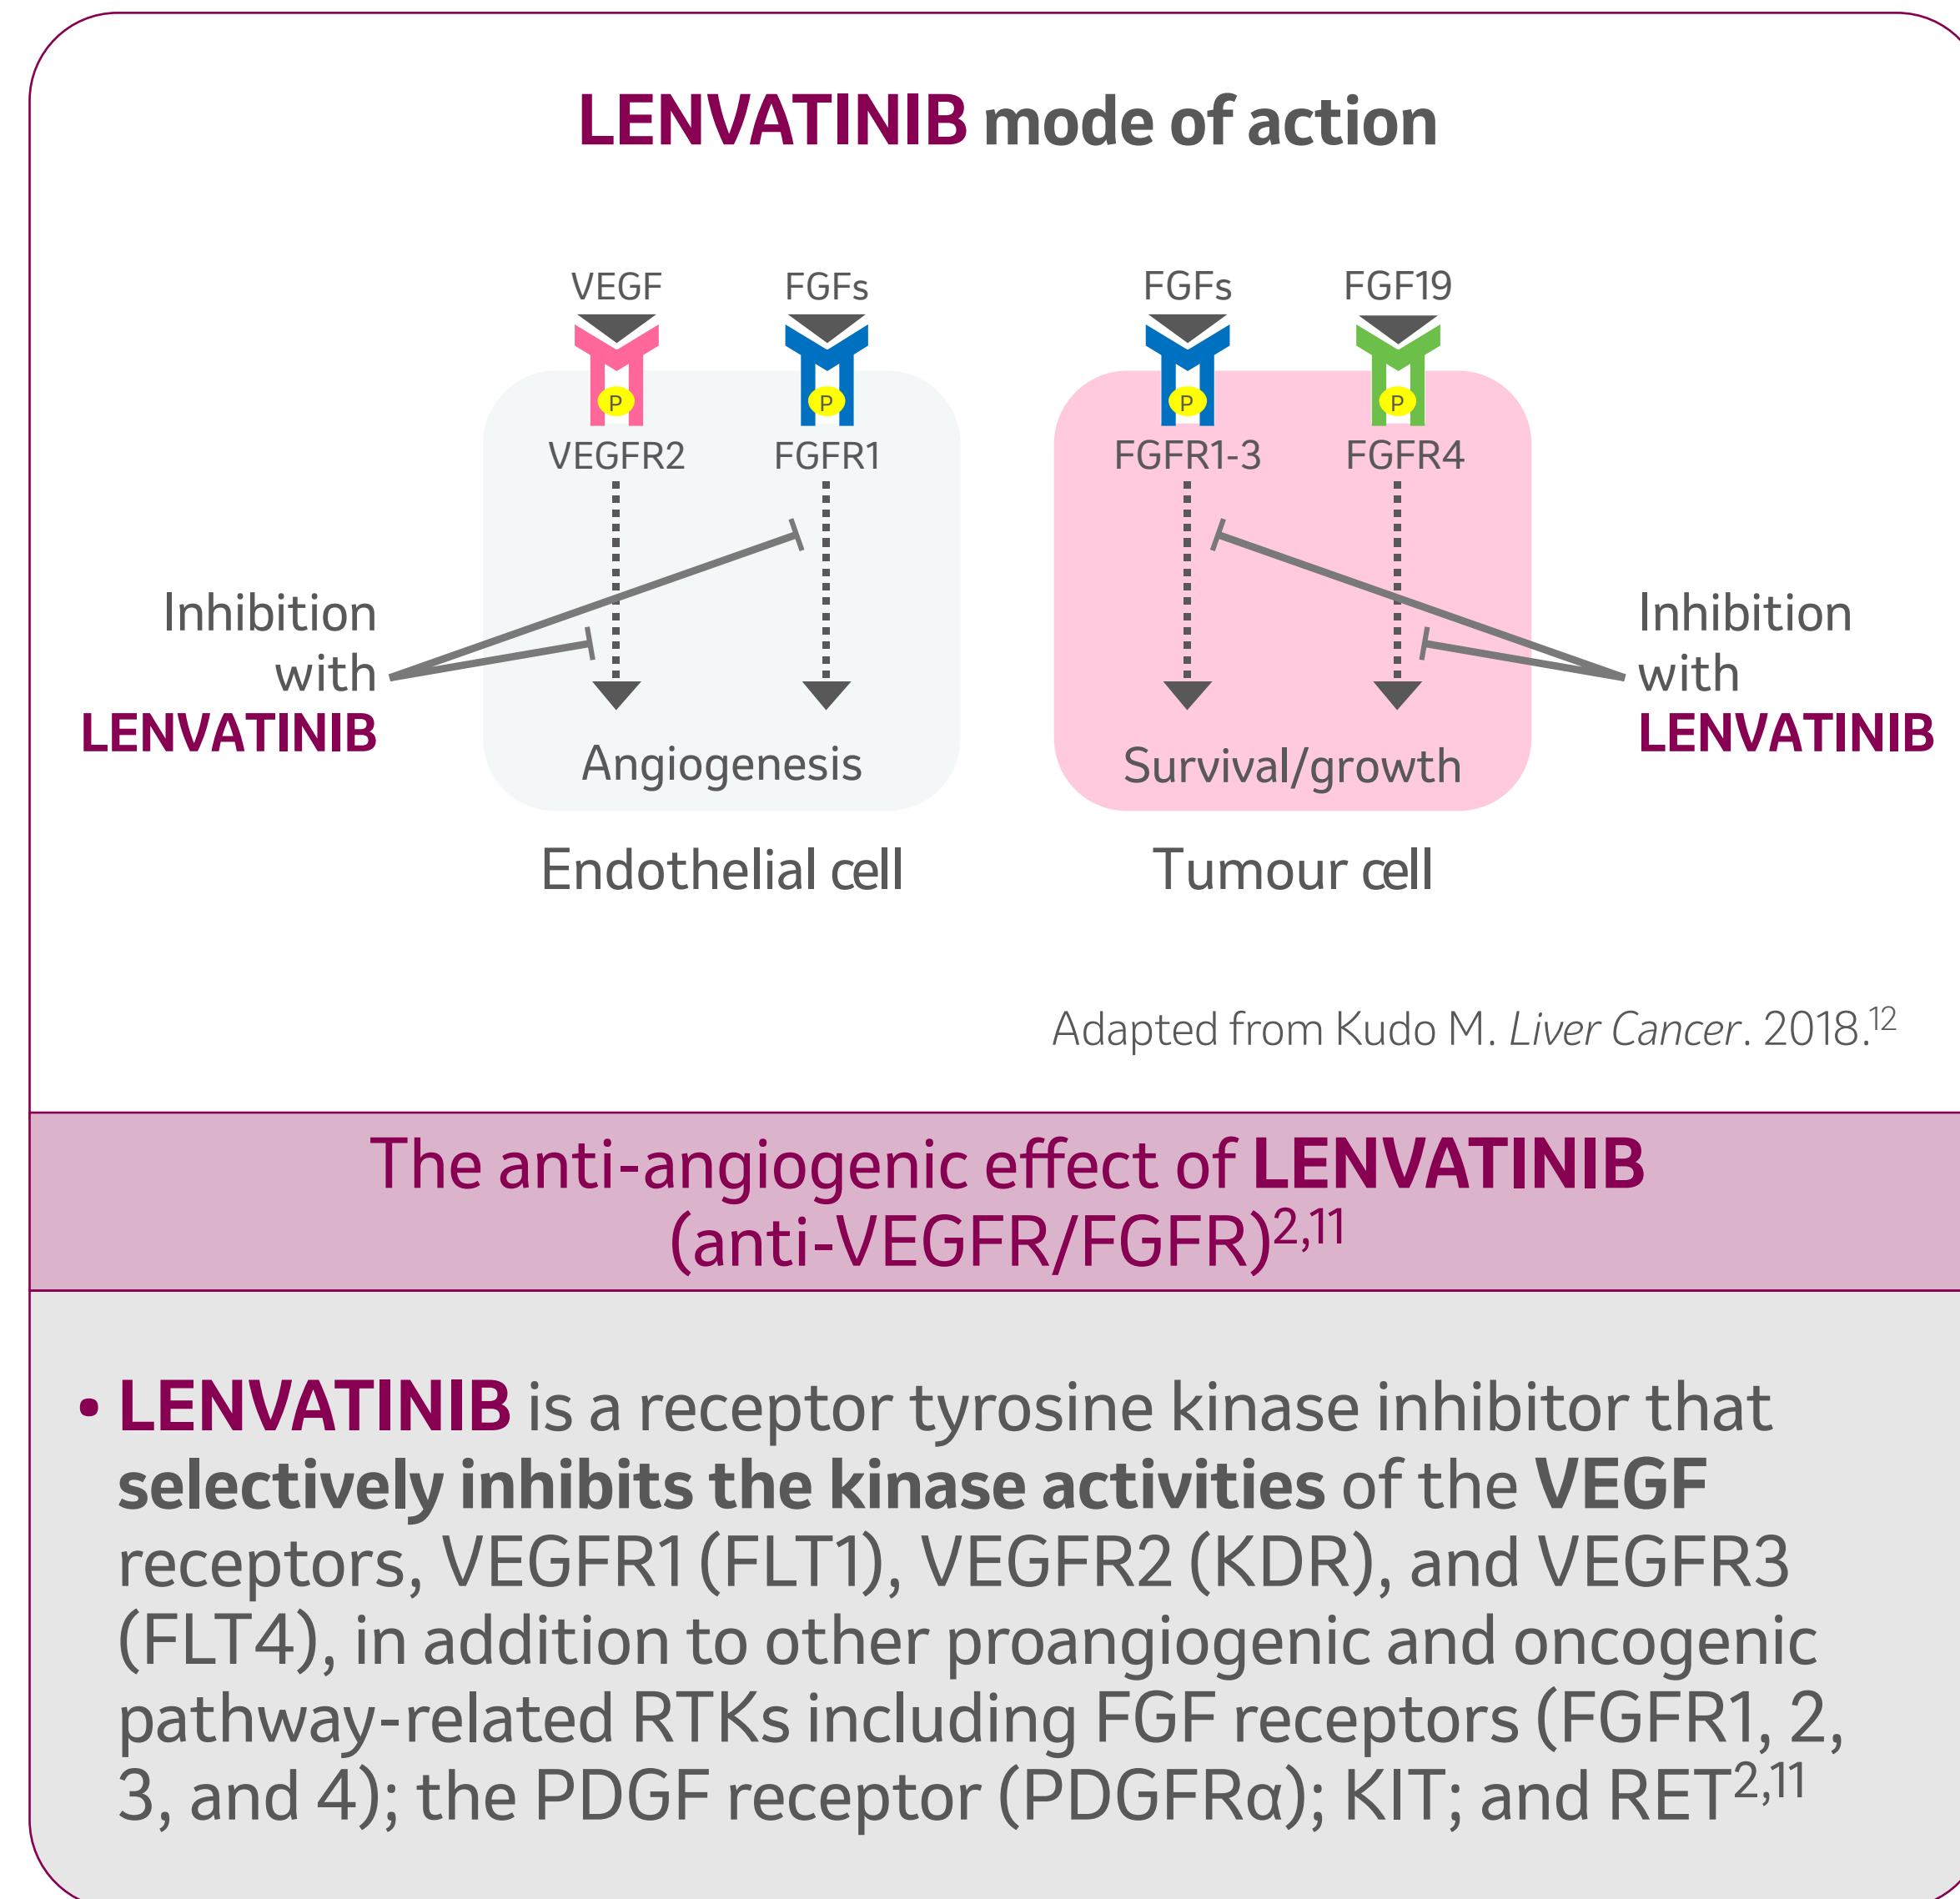 LENVATINIB mode of action
VEGF
FGFs
FGFs
FGF19
P
P
P
P
VEGFR2
FGFR1
FGFR1-3
FGFR4
Inhibition
with
LENVATINIB
Inhibition
with
LENVATINIB
Angiogenesis
Survival/growth
Endothelial cell
Tumour cell
Adapted from Kudo M. Liver Cancer. 2018.12
The anti-angiogenic effect of LENVATINIB
(anti-VEGFR/FGFR)2,11
• LENVATINIB is a receptor tyrosine kinase inhibitor that
selectively inhibits the kinase activities of the VEGF
receptors, VEGFR1 (FLT1), VEGFR2 (KDR), and VEGFR3
(FLT4), in addition to other proangiogenic and oncogenic
pathway-related RTKs including FGF receptors (FGFR1, 2,
3, and 4); the PDGF receptor (PDGFRα); KIT; and RET2,11